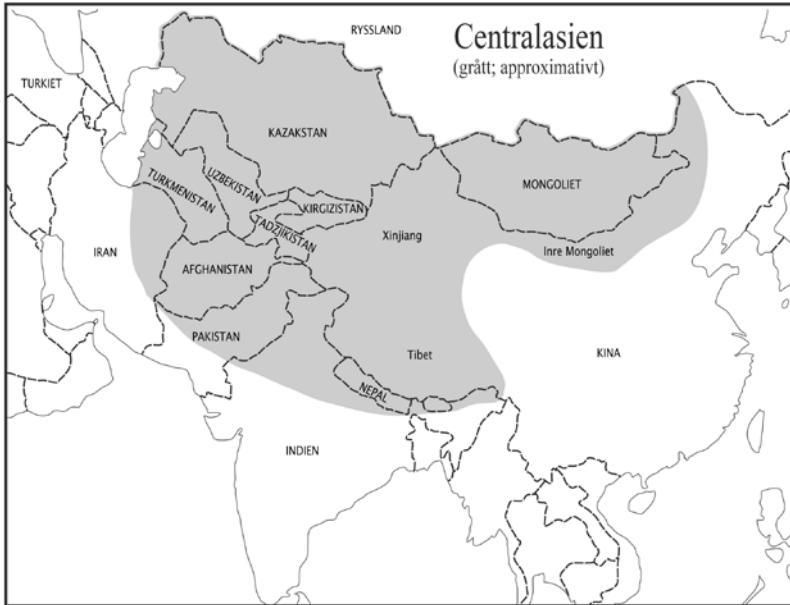 RYSSLAND
Centralasien
(grått; approximativt)
TURKIET
KAZAKSTAN
UZBEKISTAN
TURKMENISTAN
KIRGIZISTAN
TADZJIKISTAN
MONGOLIET
Xinjiang
Inre Mongoliet
IRAN
AFGHANISTAN
PAKISTAN
Tibet
KINA
NEPAL
INDIEN